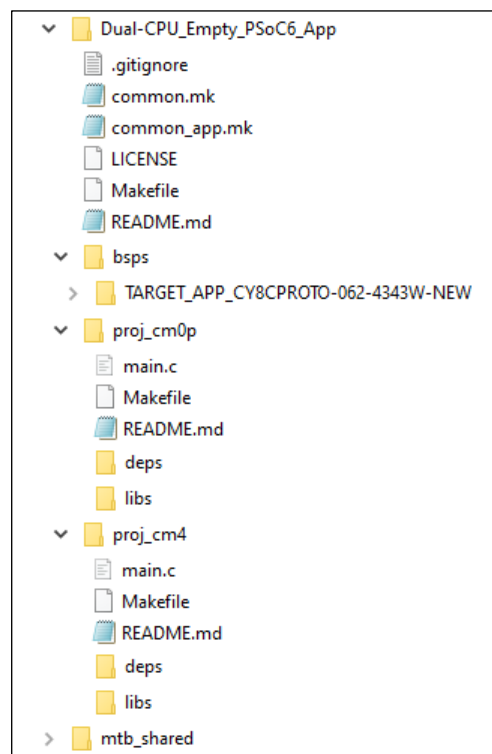 Dual-CPU_Empty_PSoC6_App
.gitignore
common.mk
common_app.mk
LICENSE
Makefile
README.md
bsps
TARGET_APP_CY8CPROTO-062-4343W-NEW
proj_cm0p
main.c
Makefile
README.md
deps
libs
proj_cm4
main.c
Makefile
README.md
deps
libs
mtb_shared